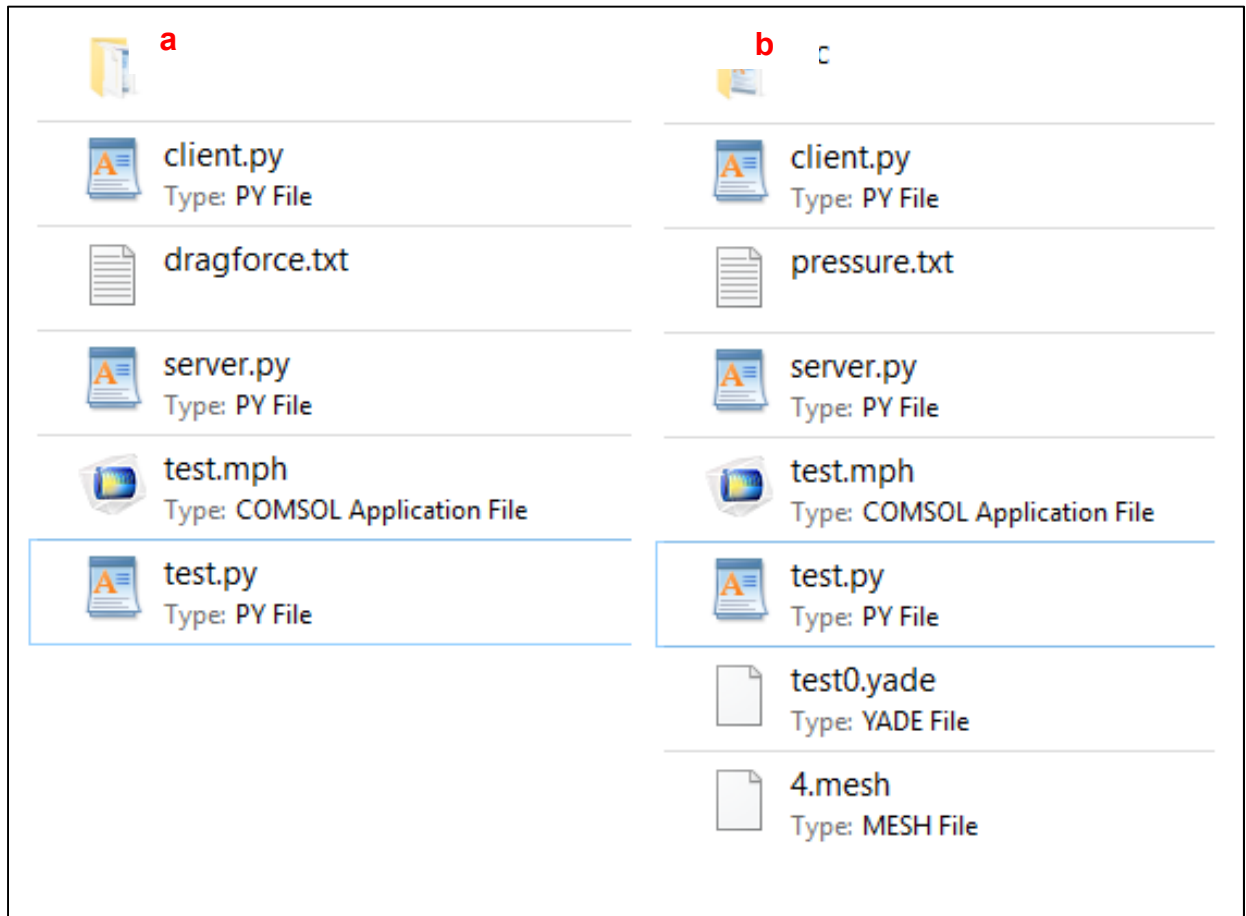 a
client.py
Type: PY File
dragforce.txt
server.py
Type: PY File
test.mph
Type: COMSOL Application File
test.py
Type: PY File
b
c
client.py
Type: PY File
pressure.txt
server.py
Type: PY File
test.mph
Type: COMSOL Application File
test.py
Type: PY File
test0.yade
Type: YADE File
4.mesh
Type: MESH File